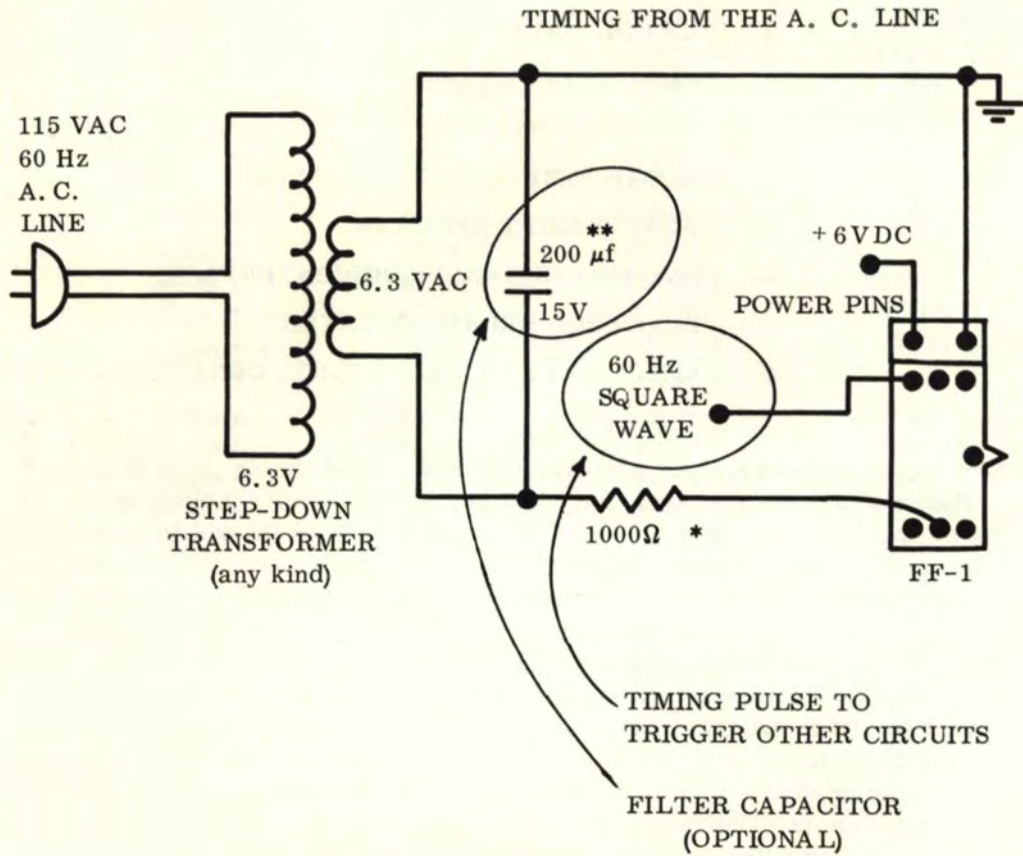 TIMING FROM THE A. C. LINE
115 VAC
60 Hz
A. C.
LINE
**
200 µf
15V
6.3 VAC
+6VDC
POWER PINS
60 Hz
SQUARE
WAVE
6.3V
STEP-DOWN
TRANSFORMER
(any kind)
1000Ω *
FF-1
TIMING PULSE TO
TRIGGER OTHER CIRCUITS
FILTER CAPACITOR
(OPTIONAL)